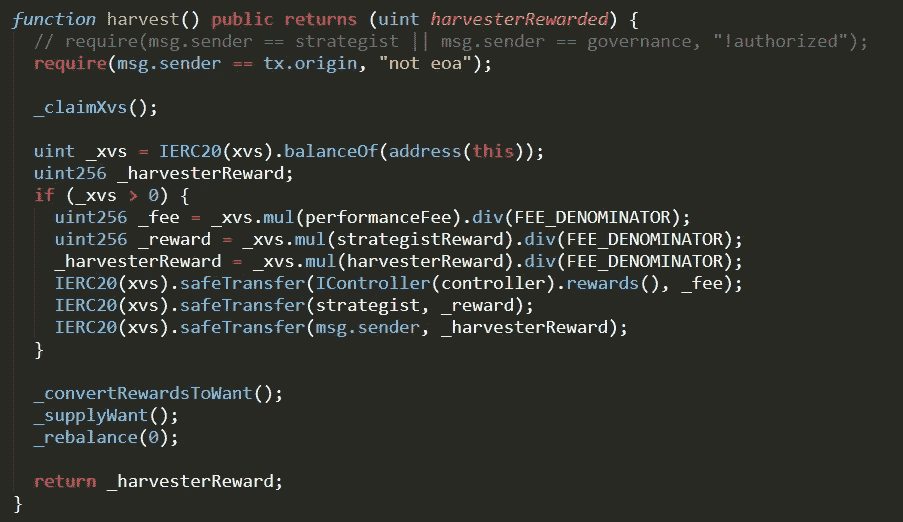 function harvest() public returns (uint harvesterRewarded) {
// require(msg.sender == strategist || msg.sender == governance, "!authorized");
require(msg.sender == tx.origin, "not eoa");
_claimXvs();
uint _xvs = IERC20(xvs).balanceOf(address(this));
uint256 _harvesterReward;
if (_xvs > 0) {
uint256 _fee = _xvs.mul(performanceFee).div(FEE_DENOMINATOR);
uint256 _reward = _xvs.mul(strategistReward).div(FEE_DENOMINATOR);
_harvesterReward = _xvs.mul(harvesterReward).div(FEE_DENOMINATOR);
IERC20(xvs).safeTransfer(IController(controller).rewards(), _fee);
IERC20(xvs).safeTransfer(strategist, _reward);
IERC20(xvs).safeTransfer(msg.sender, _harvesterReward);
}
_convertRewardsToWant();
_supplyWant();
_rebalance(0);
return _harvesterReward;
}